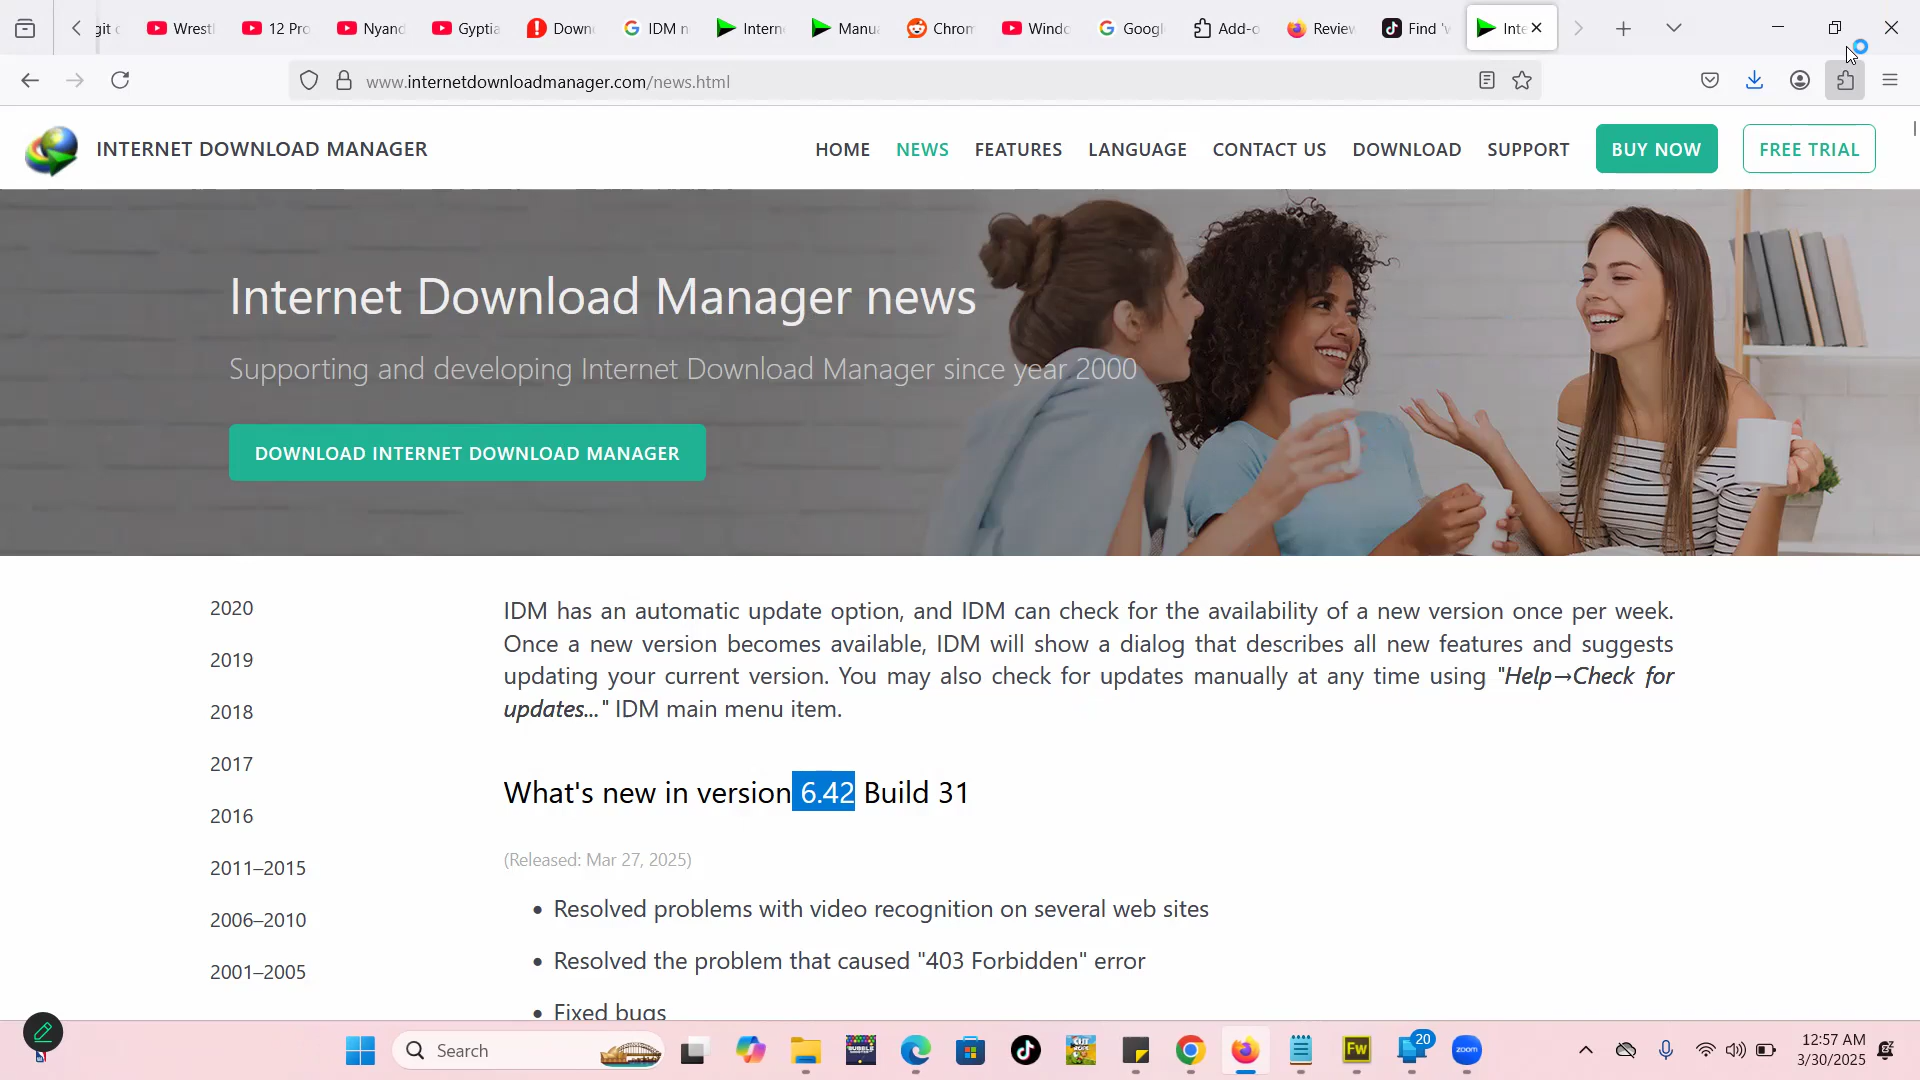 git c
Wrestl
12 Pro
Nyand
Gyptia
Down
IDM n
Intern
Manua
Chrom
Windo
Googl
Add-o
Review
Find 'v
Inte
www.internetdownloadmanager.com/news.html
INTERNET DOWNLOAD MANAGER
HOME
NEWS
FEATURES
LANGUAGE
CONTACT US
DOWNLOAD
SUPPORT
BUY NOW
FREE TRIAL
Internet Download Manager news
Supporting and developing Internet Download Manager since year 2000
DOWNLOAD INTERNET DOWNLOAD MANAGER
2020
2019
2018
2017
2016
2011–2015
2006–2010
2001–2005
IDM has an automatic update option, and IDM can check for the availability of a new version once per week.
Once a new version becomes available, IDM will show a dialog that describes all new features and suggests
updating your current version. You may also check for updates manually at any time using "Help→Check for
updates..." IDM main menu item.
What's new in version 6.42 Build 31
(Released: Mar 27, 2025)
• Resolved problems with video recognition on several web sites
• Resolved the problem that caused "403 Forbidden" error
• Fixed bugs
Search
Fw
20
zoom
12:57 AM
3/30/2025